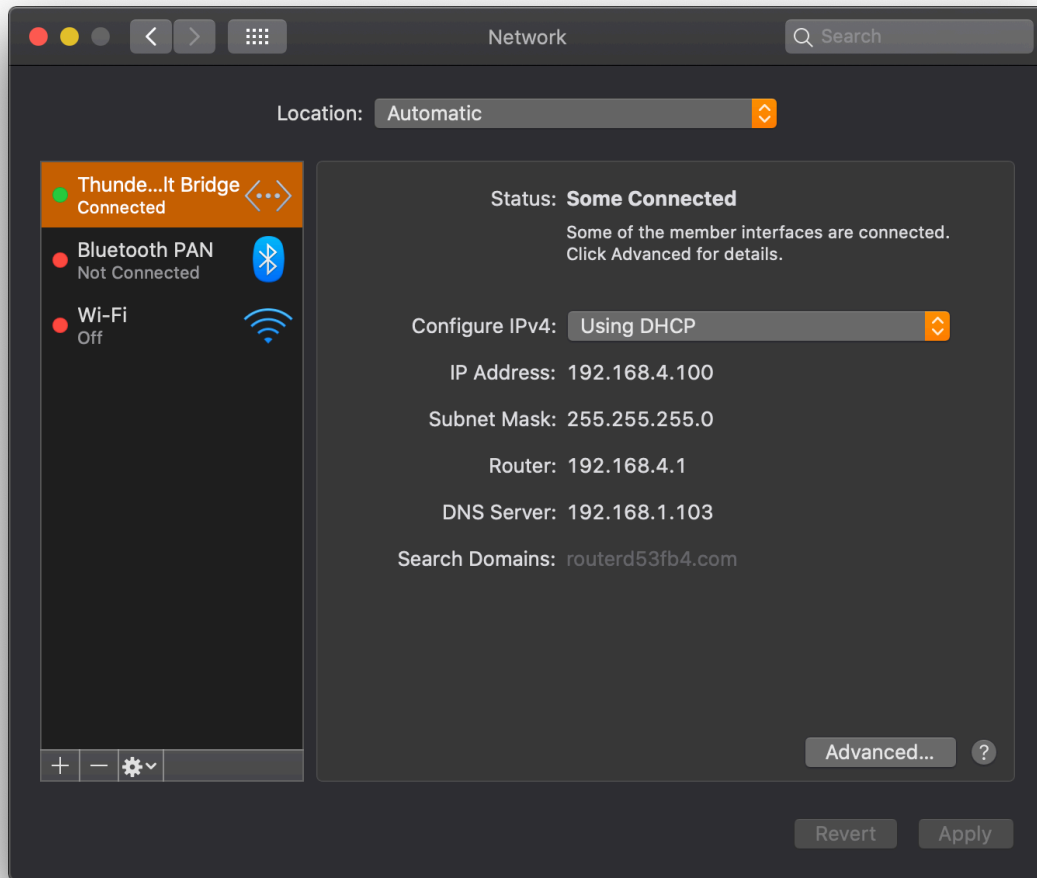 Network
Search
Location: Automatic
Thunde...lt Bridge
Connected
Bluetooth PAN
Not Connected
Wi-Fi
Off
Status: Some Connected
Some of the member interfaces are connected.
Click Advanced for details.
Configure IPv4: Using DHCP
IP Address: 192.168.4.100
Subnet Mask: 255.255.255.0
Router: 192.168.4.1
DNS Server: 192.168.1.103
Search Domains: routerd53fb4.com
Advanced...
?
Revert
Apply